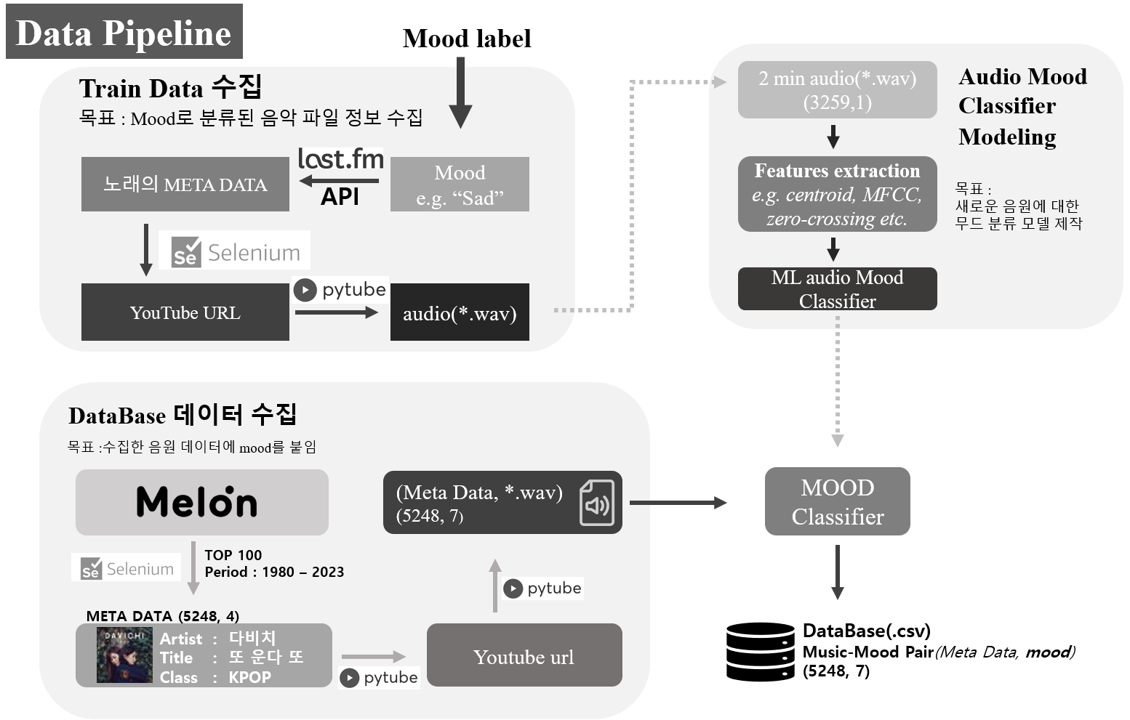 Data Pipeline
Mood label
Train Data 수집
목표 : Mood로 분류된 음악 파일 정보 수집
노래의 META DATA
last.fm
API
Mood
e.g. “Sad”
Se Selenium
YouTube URL
pytube
audio(*.wav)
2 min audio(*.wav)
(3259,1)
Features extraction
e.g. centroid, MFCC,
zero-crossing etc.
ML audio Mood
Classifier
Audio Mood
Classifier
Modeling
목표 :
새로운 음원에 대한
무드 분류 모델 제작
DataBase 데이터 수집
목표 :수집한 음원 데이터에 mood를 붙임
Melon
Se Selenium
TOP 100
Period : 1980 – 2023
META DATA (5248, 4)
DAVICHI
Artist : 다비치
Title : 또 운다 또
Class : KPOP
pytube
Youtube url
pytube
(Meta Data, *.wav)
(5248, 7)
MOOD
Classifier
DataBase(.csv)
Music-Mood Pair(Meta Data, mood)
(5248, 7)